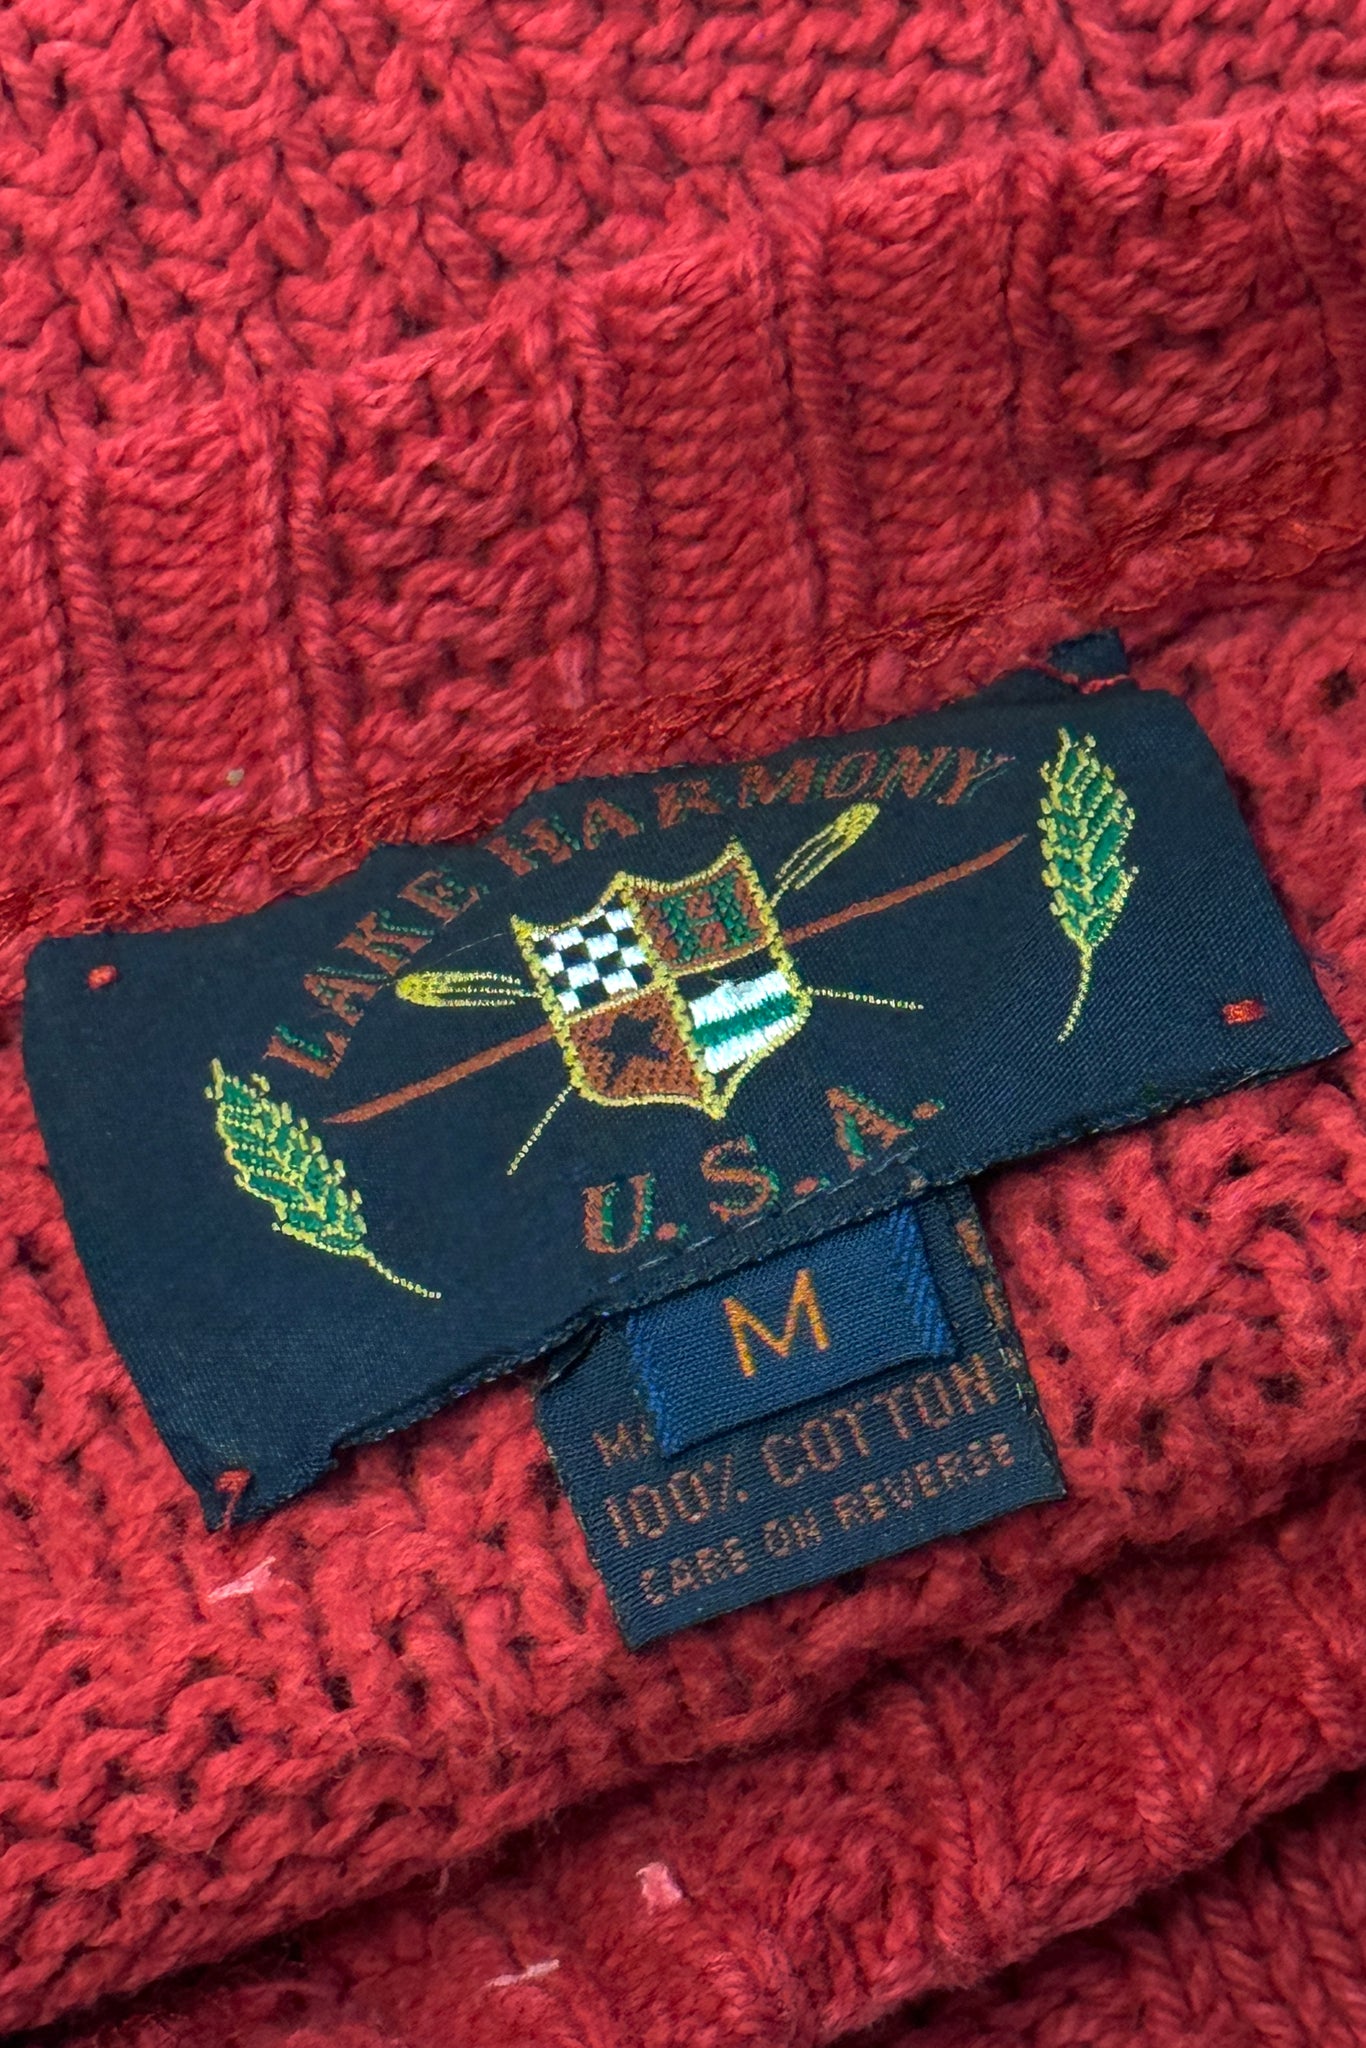 LAKE HARMONY
H
U.S.A.
M
100% COTTON
CARE ON REVERSE